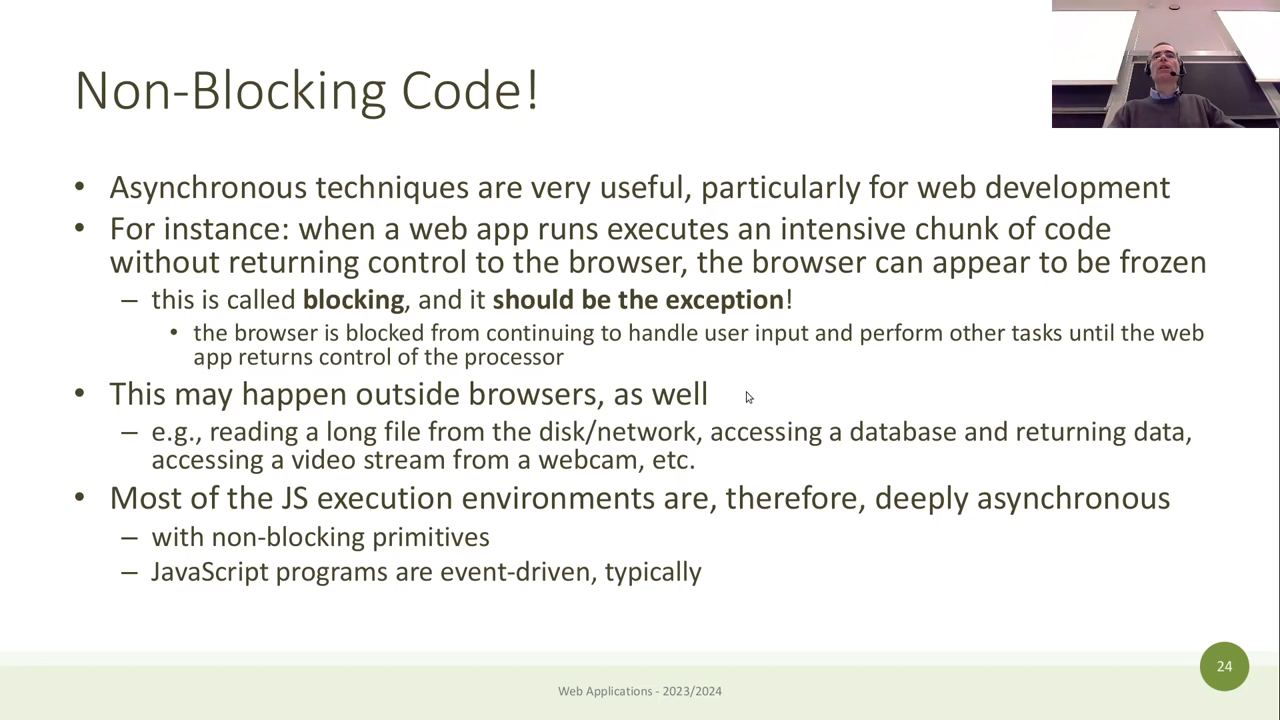 Non-Blocking Code!
• Asynchronous techniques are very useful, particularly for web development
• For instance: when a web app runs executes an intensive chunk of code
without returning control to the browser, the browser can appear to be frozen
– this is called blocking, and it should be the exception!
• the browser is blocked from continuing to handle user input and perform other tasks until the web
app returns control of the processor
• This may happen outside browsers, as well
– e.g., reading a long file from the disk/network, accessing a database and returning data,
accessing a video stream from a webcam, etc.
• Most of the JS execution environments are, therefore, deeply asynchronous
– with non-blocking primitives
– JavaScript programs are event-driven, typically
24
Web Applications - 2023/2024